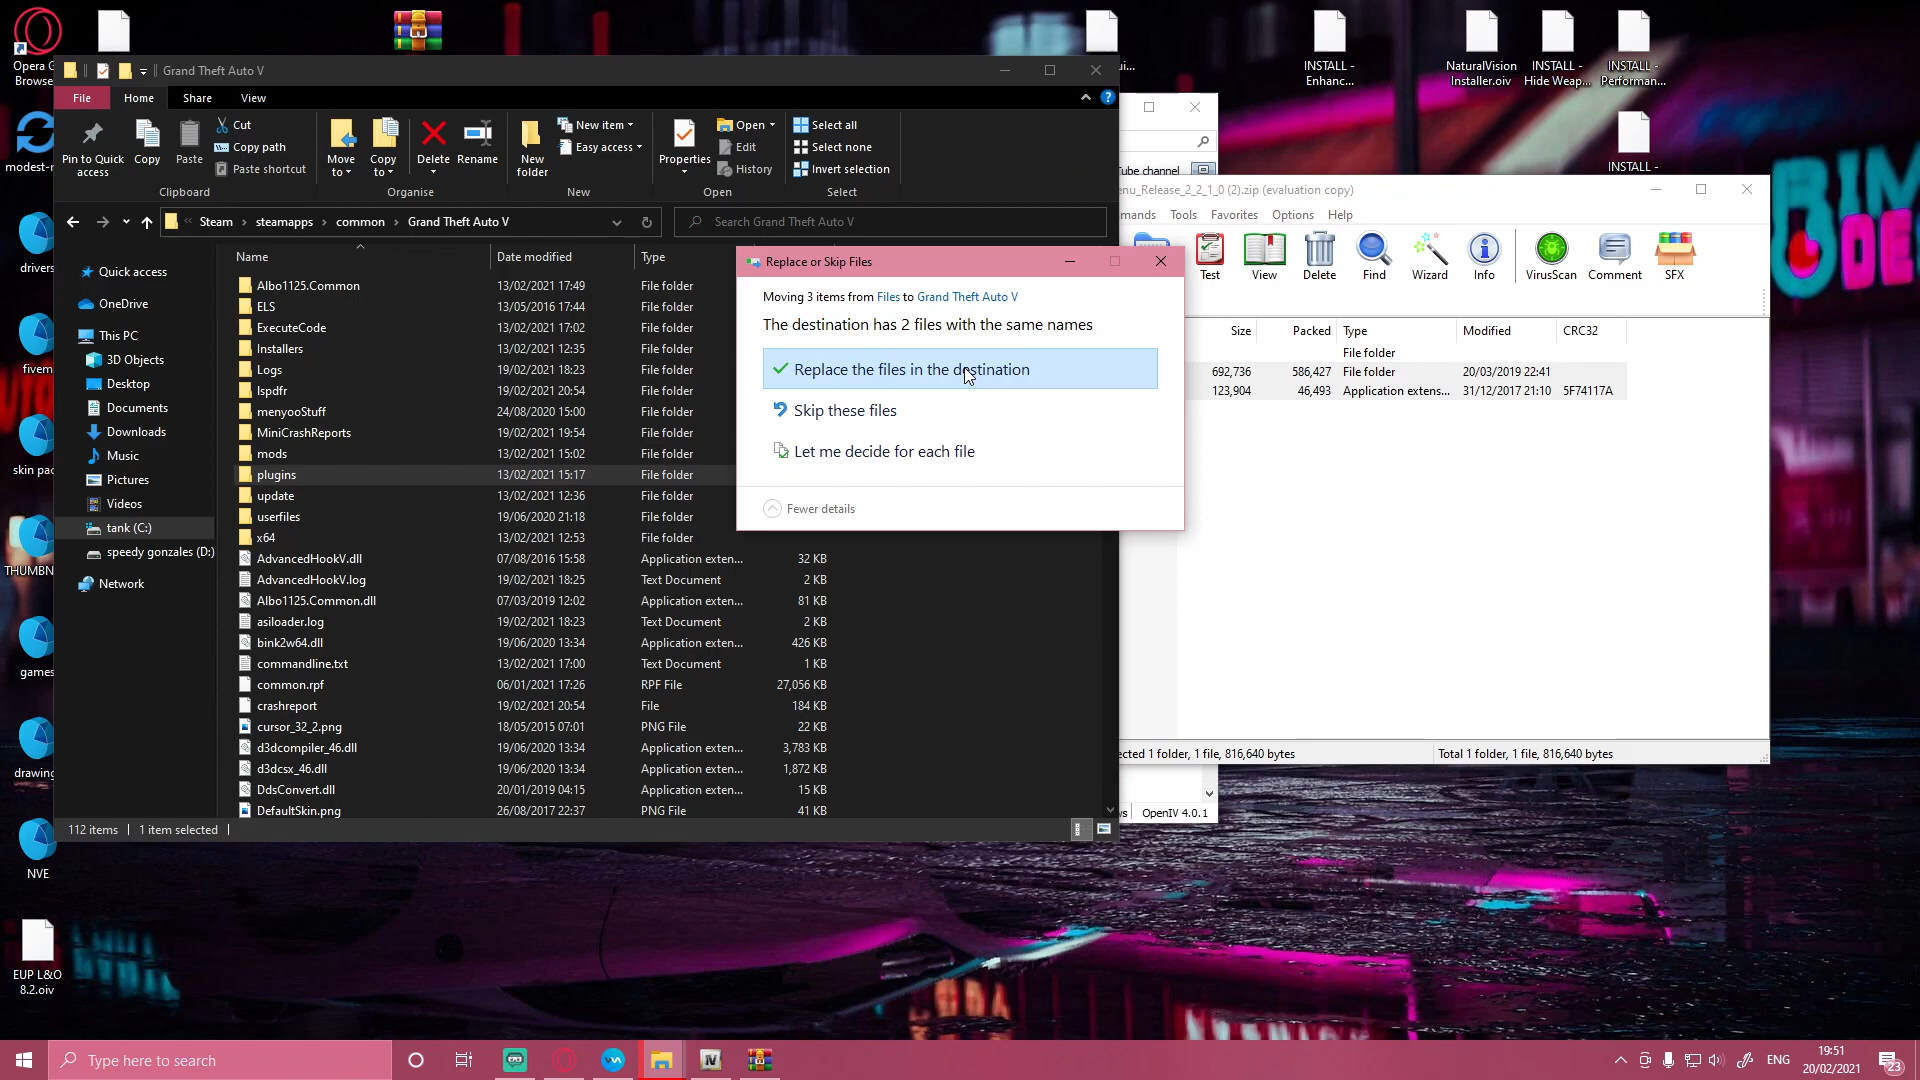 Opera G
Browse
modest-r
drivers
fivem
skin pac
THUMBN
games
drawing
NVE
EUP L&O
8.2.oiv
INSTALL -
Enhanc...
NaturalVision
Installer.oiv
INSTALL -
Hide Weap...
INSTALL -
Performan...
INSTALL -
Grand Theft Auto V
File
Home
Share
View
Pin to Quick
access
Copy
Paste
Cut
Copy path
Paste shortcut
Clipboard
Move
to
Copy
to
Delete
Rename
Organise
New
folder
New item
Easy access
New
Properties
Open
Edit
History
Open
Select all
Select none
Invert selection
Select
Steam
steamapps
common
Grand Theft Auto V
Search Grand Theft Auto V
Quick access
OneDrive
This PC
3D Objects
Desktop
Documents
Downloads
Music
Pictures
Videos
tank (C:)
speedy gonzales (D:)
Network
Name Date modified Type
Albo1125.Common 13/02/2021 17:49 File folder
ELS 13/05/2016 17:44 File folder
ExecuteCode 13/02/2021 17:02 File folder
Installers 13/02/2021 12:35 File folder
Logs 19/02/2021 18:23 File folder
lspdfr 19/02/2021 20:54 File folder
menyooStuff 24/08/2020 15:00 File folder
MiniCrashReports 19/02/2021 19:54 File folder
mods 13/02/2021 15:02 File folder
plugins 13/02/2021 15:17 File folder
update 13/02/2021 12:36 File folder
userfiles 19/06/2020 21:18 File folder
x64 13/02/2021 12:53 File folder
AdvancedHookV.dll 07/08/2016 15:58 Application exten... 32 KB
AdvancedHookV.log 19/02/2021 18:25 Text Document 2 KB
Albo1125.Common.dll 07/03/2019 12:02 Application exten... 81 KB
asiloader.log 19/02/2021 18:23 Text Document 2 KB
bink2w64.dll 19/06/2020 13:34 Application exten... 426 KB
commandline.txt 13/02/2021 17:00 Text Document 1 KB
common.rpf 06/01/2021 17:26 RPF File 27,056 KB
crashreport 19/02/2021 20:54 File 184 KB
cursor_32_2.png 18/05/2015 07:01 PNG File 22 KB
d3dcompiler_46.dll 19/06/2020 13:34 Application exten... 3,783 KB
d3dcsx_46.dll 19/06/2020 13:34 Application exten... 1,872 KB
DdsConvert.dll 20/01/2019 04:15 Application exten... 15 KB
DefaultSkin.png 26/08/2017 22:37 PNG File 41 KB
112 items 1 item selected
Replace or Skip Files
Moving 3 items from Files to Grand Theft Auto V
The destination has 2 files with the same names
Replace the files in the destination
Skip these files
Let me decide for each file
Fewer details
ube channel
enu_Release_2_2_1_0 (2).zip (evaluation copy)
mands Tools Favorites Options Help
Test View Delete Find Wizard Info VirusScan Comment SFX
Size Packed Type Modified CRC32
File folder
692,736 586,427 File folder 20/03/2019 22:41
123,904 46,493 Application extens... 31/12/2017 21:10 5F74117A
ected 1 folder, 1 file, 816,640 bytes
Total 1 folder, 1 file, 816,640 bytes
ws OpenIV 4.0.1
Type here to search
ENG
19:51
20/02/2021
23